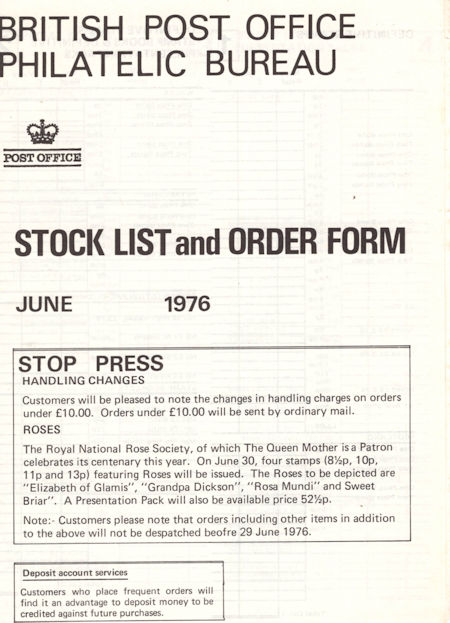 BRITISH POST OFFICE
PHILATELIC BUREAU
POST OFFICE
STOCK LIST and ORDER FORM
JUNE 1976
STOP PRESS
HANDLING CHANGES
Customers will be pleased to note the changes in handling charges on orders
under £10.00. Orders under £10.00 will be sent by ordinary mail.
ROSES
The Royal National Rose Society, of which The Queen Mother is a Patron
celebrates its centenary this year. On June 30, four stamps (8½p, 10p,
11p and 13p) featuring Roses will be issued. The Roses to be depicted are
"Elizabeth of Glamis", "Grandpa Dickson", "Rosa Mundi" and Sweet
Briar". A Presentation Pack will also be available price 52½p.
Note:- Customers please note that orders including other items in addition
to the above will not be despatched beofre 29 June 1976.
Deposit account services
Customers who place frequent orders will
find it an advantage to deposit money to be
credited against future purchases.